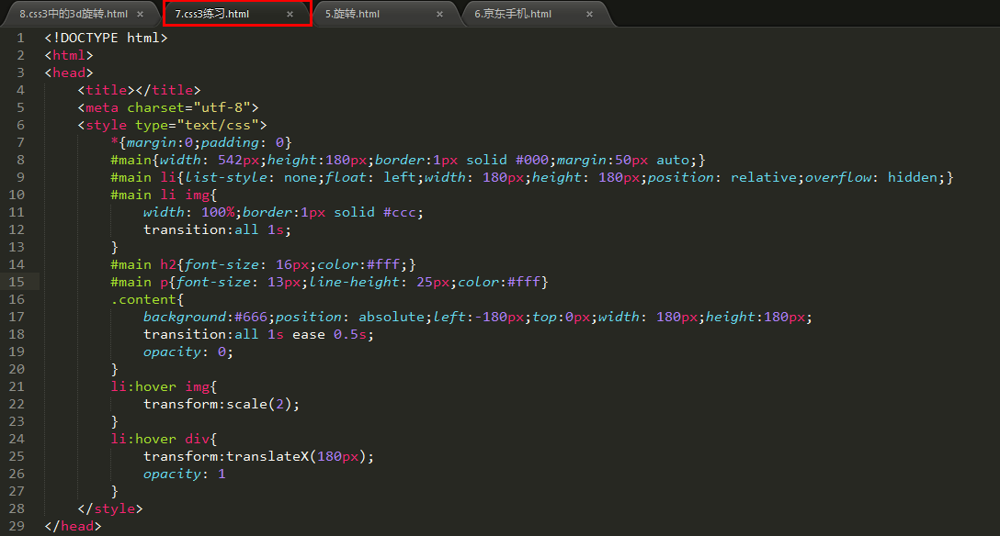 8.css3中的3d旋转.html × 7.css3练习.html × 5.旋转.html × 6.京东手机.html ×
1 <!DOCTYPE html>
2 <html>
3 <head>
4 <title></title>
5 <meta charset="utf-8">
6 <style type="text/css">
7 *{margin:0;padding: 0}
8 #main{width: 542px;height:180px;border:1px solid #000;margin:50px auto;}
9 #main li{list-style: none;float: left;width: 180px;height: 180px;position: relative;overflow: hidden;}
10 #main li img{
11 width: 100%;border:1px solid #ccc;
12 transition:all 1s;
13 }
14 #main h2{font-size: 16px;color:#fff;}
15 #main p{font-size: 13px;line-height: 25px;color:#fff}
16 .content{
17 background:#666;position: absolute;left:-180px;top:0px;width: 180px;height:180px;
18 transition:all 1s ease 0.5s;
19 opacity: 0;
20 }
21 li:hover img{
22 transform:scale(2);
23 }
24 li:hover div{
25 transform:translateX(180px);
26 opacity: 1
27 }
28 </style>
29 </head>